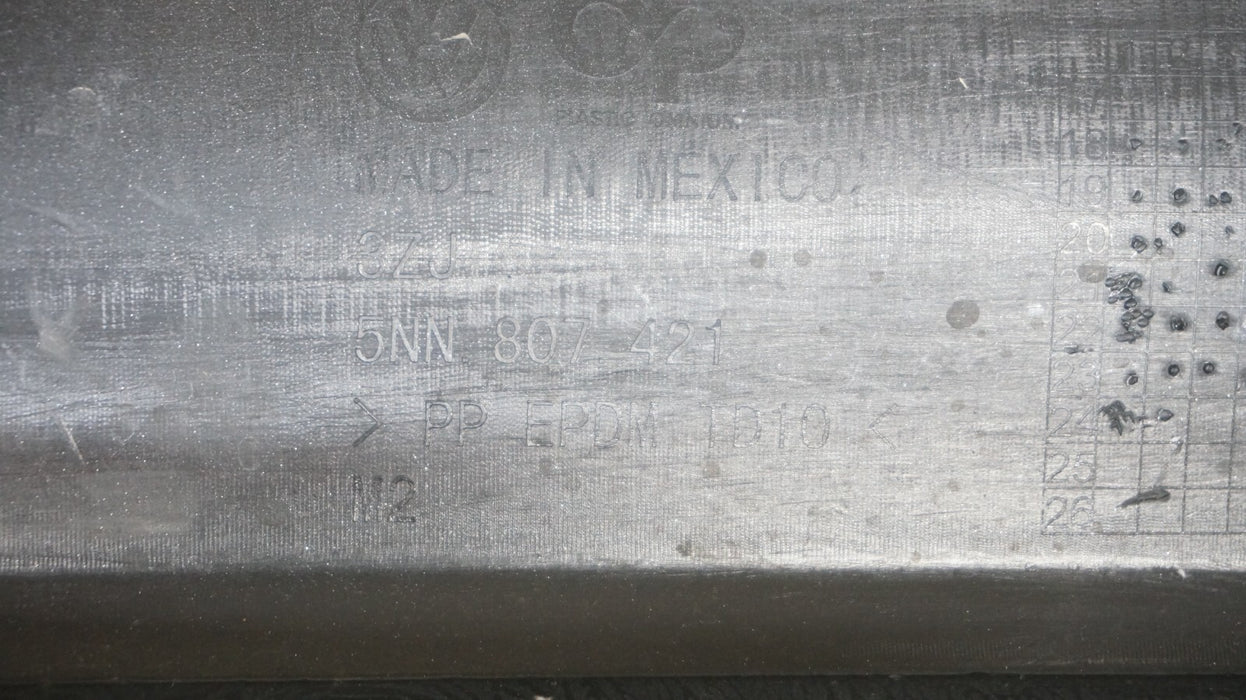 OP
PLASTIC OMNIUM
MADE IN MEXICO
3ZJ
5NN 807 421
> PP EPDM TD10 <
M2
18
19
20
22
23
24
25
26